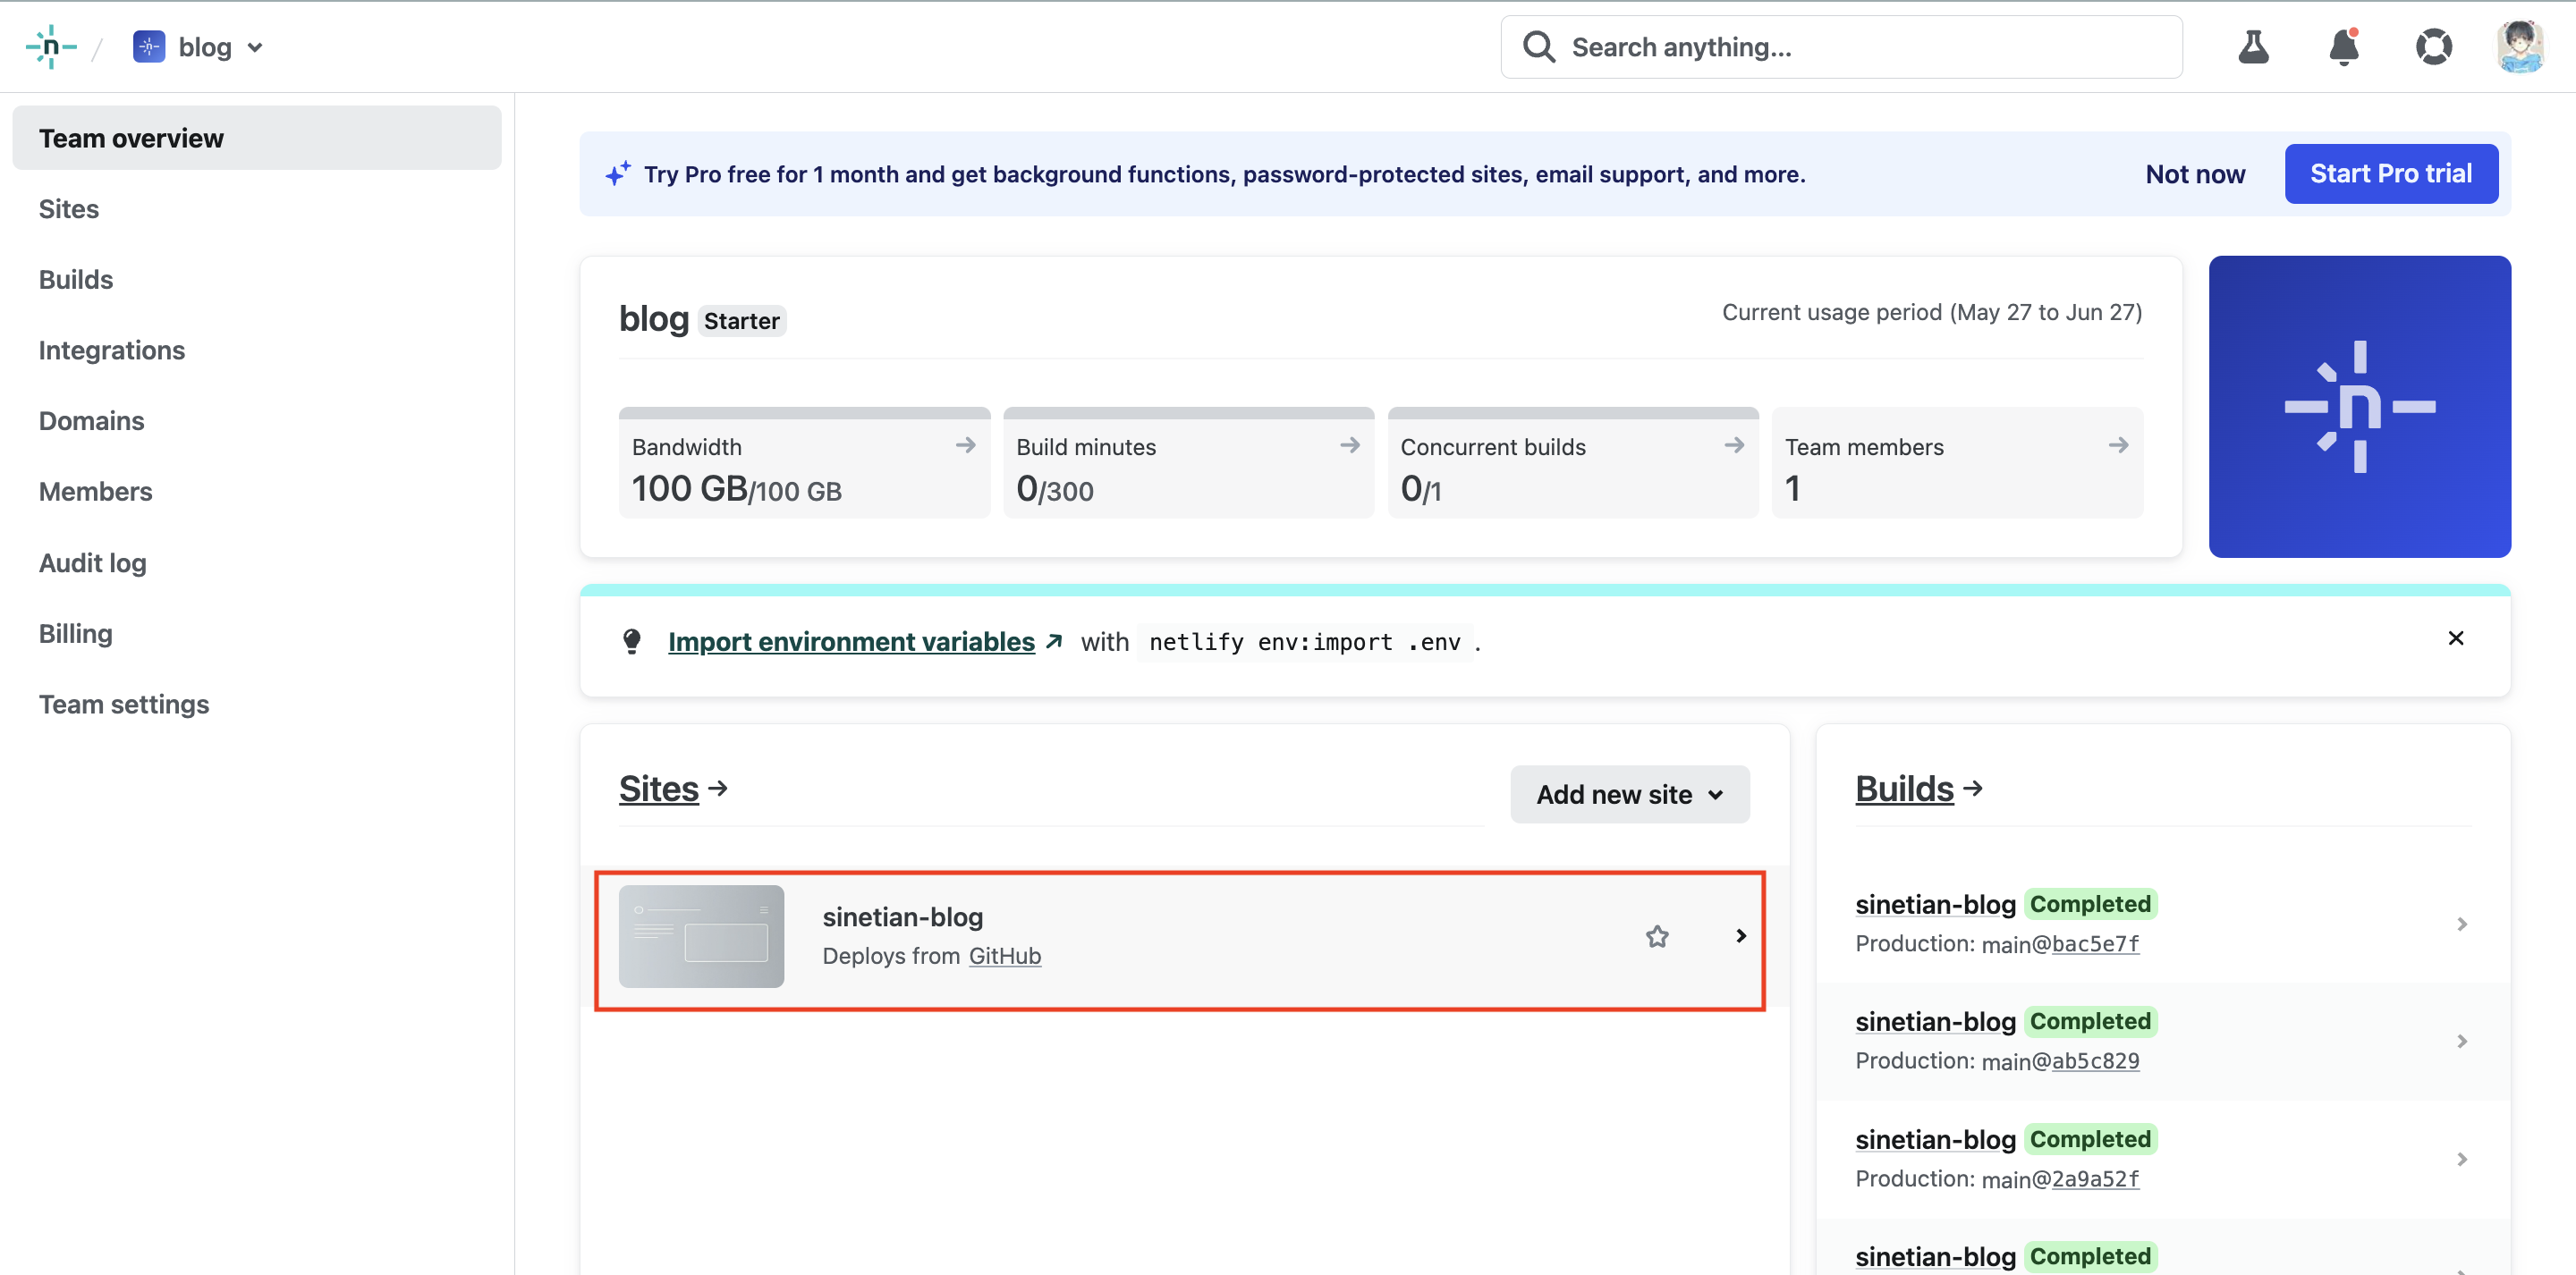 n / blog
Search anything...
Team overview
Sites
Builds
Integrations
Domains
Members
Audit log
Billing
Team settings
Try Pro free for 1 month and get background functions, password-protected sites, email support, and more.
Not now
Start Pro trial
blog Starter
Current usage period (May 27 to Jun 27)
Bandwidth
100 GB/100 GB
Build minutes
0/300
Concurrent builds
0/1
Team members
1
n
Import environment variables with netlify env:import .env .
Sites
Add new site
sinetian-blog
Deploys from GitHub
Builds
sinetian-blog Completed
Production: main@bac5e7f
sinetian-blog Completed
Production: main@ab5c829
sinetian-blog Completed
Production: main@2a9a52f
sinetian-blog Completed